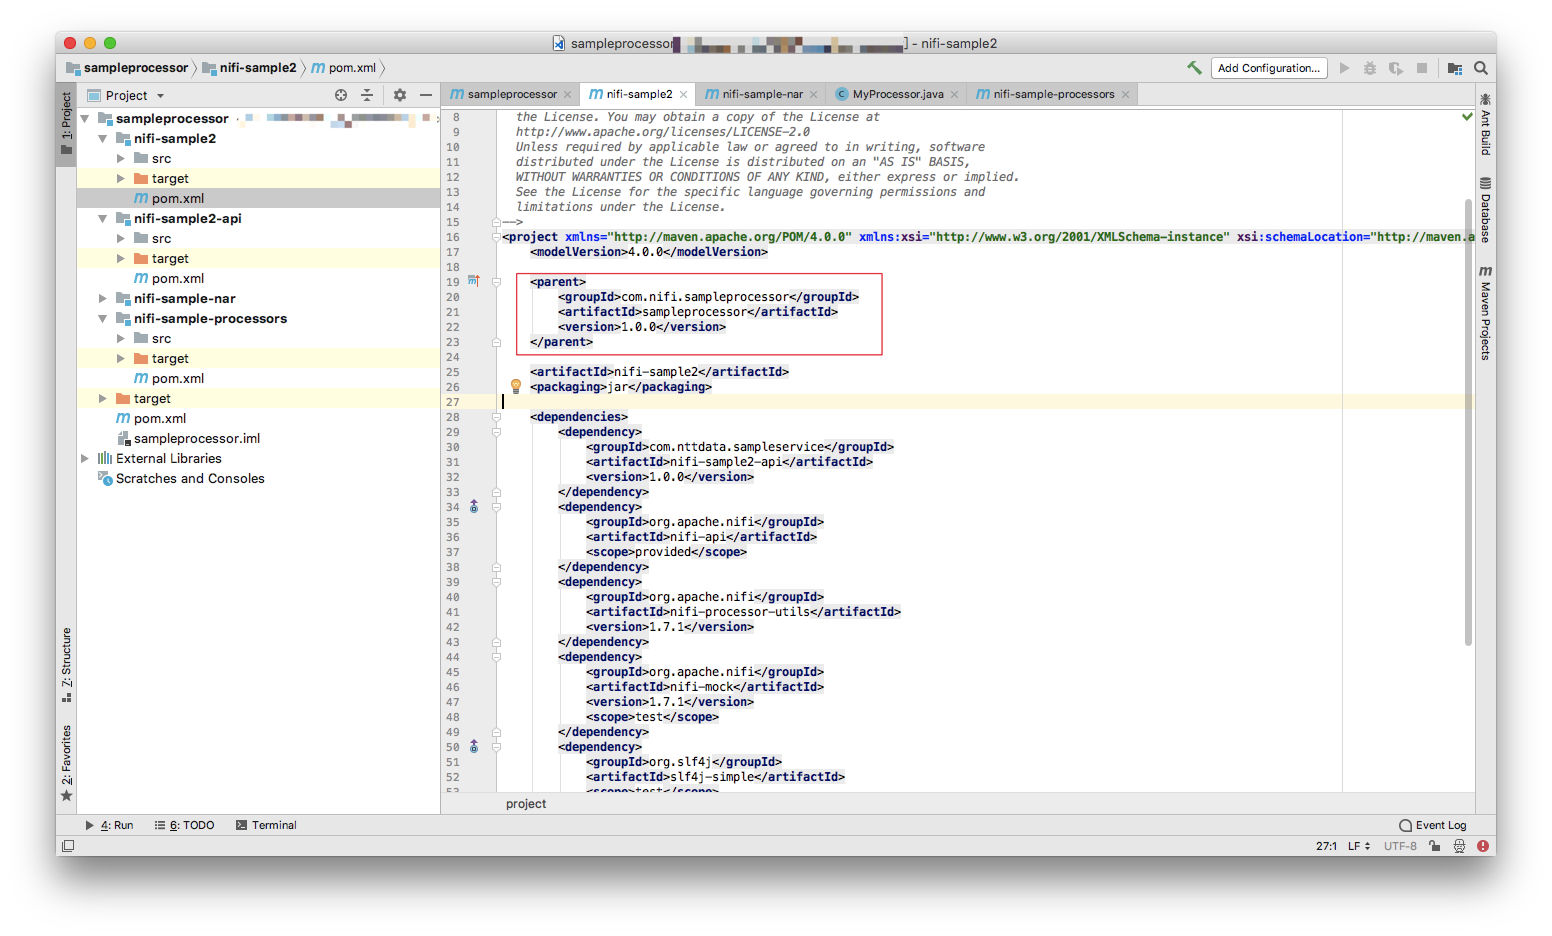 sampleprocessor ] - nifi-sample2
sampleprocessor nifi-sample2 pom.xml Add Configuration...
1: Project
Project
sampleprocessor nifi-sample2 nifi-sample-nar MyProcessor.java nifi-sample-processors
sampleprocessor
nifi-sample2
src
target
pom.xml
nifi-sample2-api
src
target
pom.xml
nifi-sample-nar
nifi-sample-processors
src
target
pom.xml
target
pom.xml
sampleprocessor.iml
External Libraries
Scratches and Consoles
8 the License. You may obtain a copy of the License at
9 http://www.apache.org/licenses/LICENSE-2.0
10 Unless required by applicable law or agreed to in writing, software
11 distributed under the License is distributed on an "AS IS" BASIS,
12 WITHOUT WARRANTIES OR CONDITIONS OF ANY KIND, either express or implied.
13 See the License for the specific language governing permissions and
14 limitations under the License.
15 -->
16 <project xmlns="http://maven.apache.org/POM/4.0.0" xmlns:xsi="http://www.w3.org/2001/XMLSchema-instance" xsi:schemaLocation="http://maven.a
17 <modelVersion>4.0.0</modelVersion>
18
19 <parent>
20 <groupId>com.nifi.sampleprocessor</groupId>
21 <artifactId>sampleprocessor</artifactId>
22 <version>1.0.0</version>
23 </parent>
24
25 <artifactId>nifi-sample2</artifactId>
26 <packaging>jar</packaging>
27
28 <dependencies>
29 <dependency>
30 <groupId>com.nttdata.sampleservice</groupId>
31 <artifactId>nifi-sample2-api</artifactId>
32 <version>1.0.0</version>
33 </dependency>
34 <dependency>
35 <groupId>org.apache.nifi</groupId>
36 <artifactId>nifi-api</artifactId>
37 <scope>provided</scope>
38 </dependency>
39 <dependency>
40 <groupId>org.apache.nifi</groupId>
41 <artifactId>nifi-processor-utils</artifactId>
42 <version>1.7.1</version>
43 </dependency>
44 <dependency>
45 <groupId>org.apache.nifi</groupId>
46 <artifactId>nifi-mock</artifactId>
47 <version>1.7.1</version>
48 <scope>test</scope>
49 </dependency>
50 <dependency>
51 <groupId>org.slf4j</groupId>
52 <artifactId>slf4j-simple</artifactId>
53 <scope>test</scope>
project
Ant Build
Database
Maven Projects
Z: Structure
2: Favorites
4: Run 6: TODO Terminal Event Log
27:1 LF UTF-8